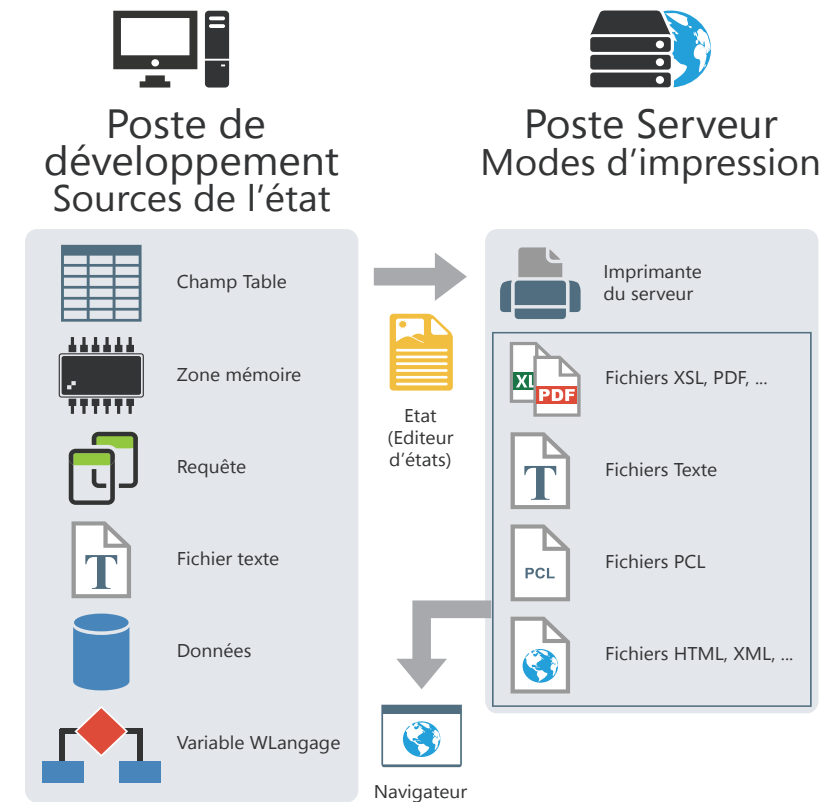 Poste de
développement
Sources de l'état
Champ Table
Zone mémoire
Requête
T
Fichier texte
Données
Variable WLangage
Etat
(Editeur
d'états)
Navigateur
Poste Serveur
Modes d'impression
Imprimante
du serveur
XL
PDF
Fichiers XSL, PDF, ...
T
Fichiers Texte
PCL
Fichiers PCL
Fichiers HTML, XML, ...